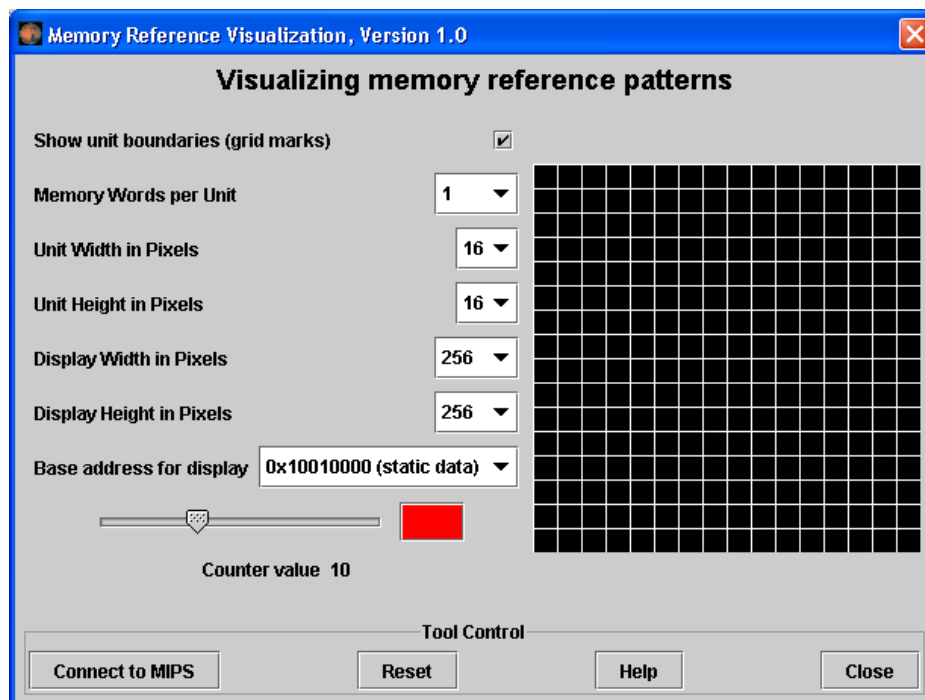 Memory Reference Visualization, Version 1.0
Visualizing memory reference patterns
Show unit boundaries (grid marks)
Memory Words per Unit 1
Unit Width in Pixels 16
Unit Height in Pixels 16
Display Width in Pixels 256
Display Height in Pixels 256
Base address for display 0x10010000 (static data)
Counter value 10
Tool Control
Connect to MIPS Reset Help Close